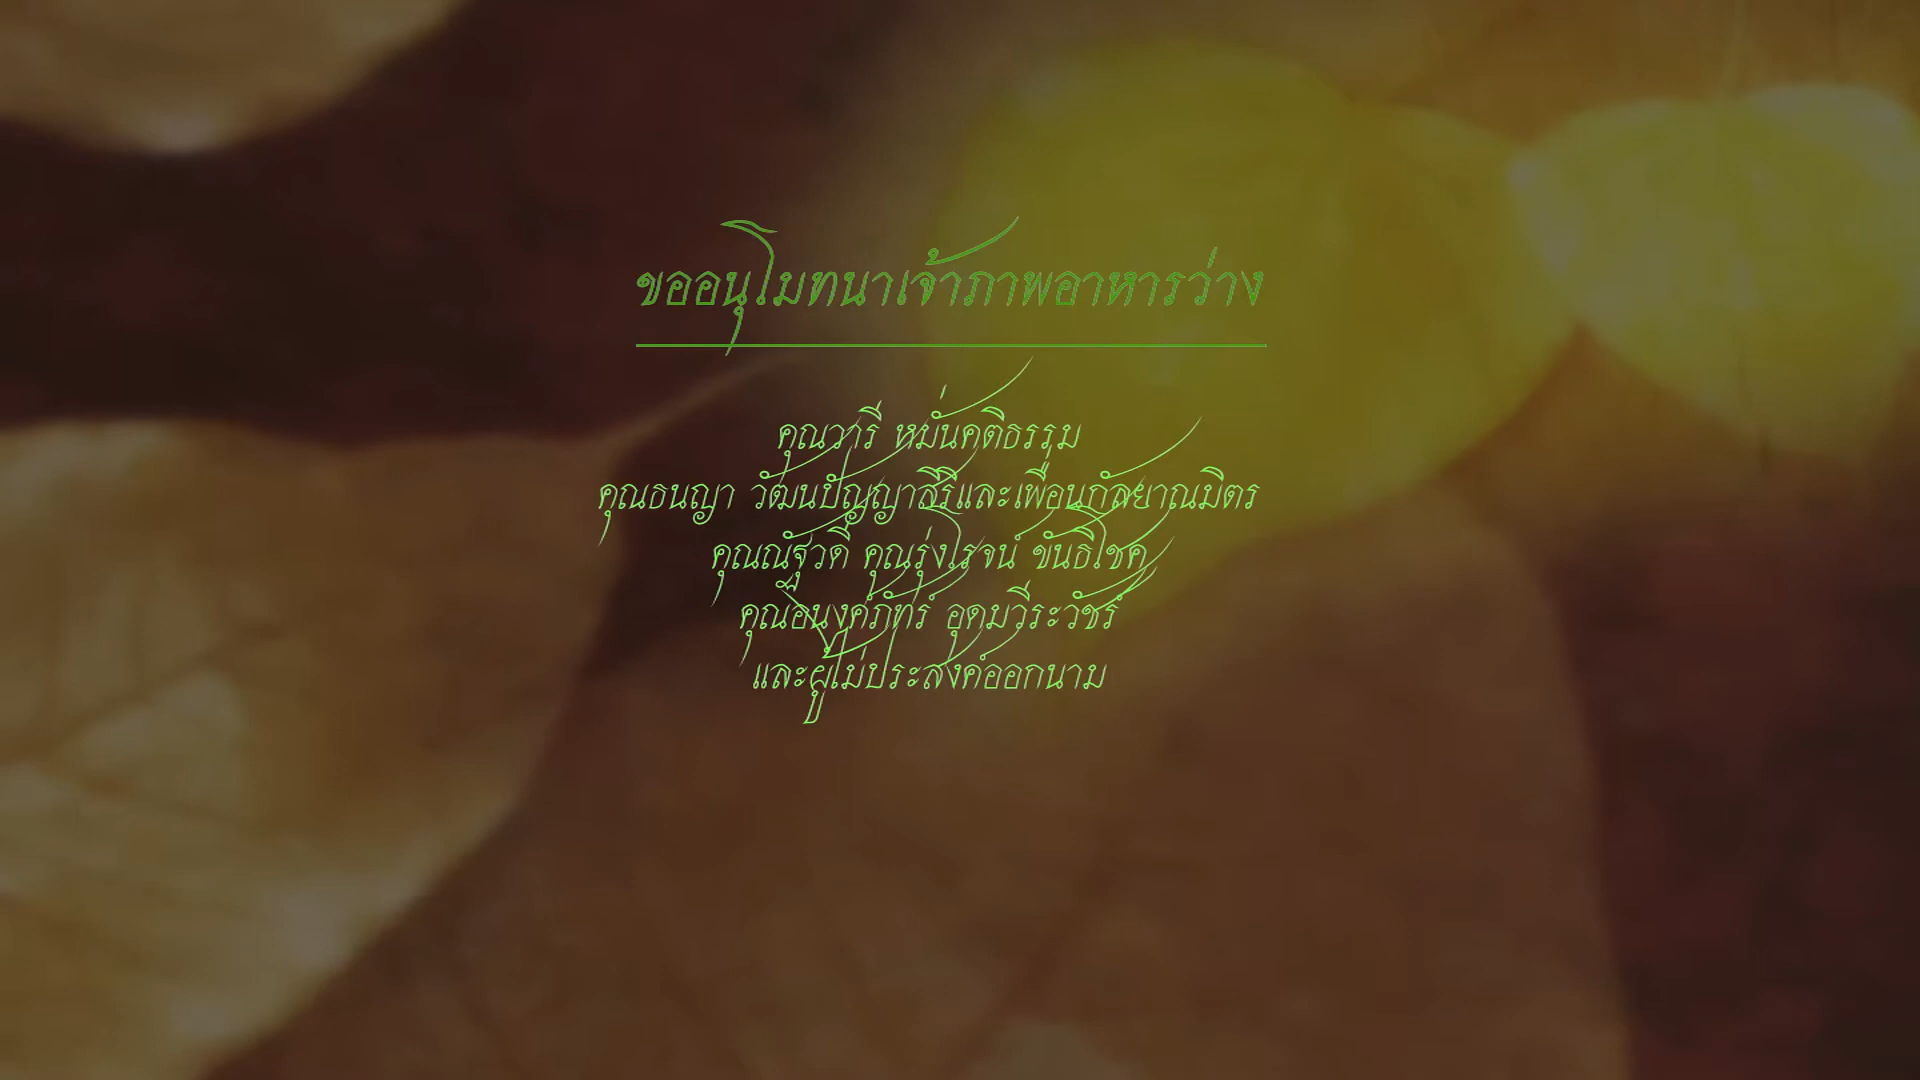 ขออนุโมทนาเจ้าภาพอาหารว่าง
คุณวารี หมั่นคติธรรม
คุณธนญา วัฒนปัญญาสิริและเพื่อนกัลยาณมิตร
คุณณัฐวดี คุณรุ่งโรจน์ ขันธิโชค
คุณอนงค์ภัทร์ อุดมวีระวัชร์
และผู้ไม่ประสงค์ออกนาม